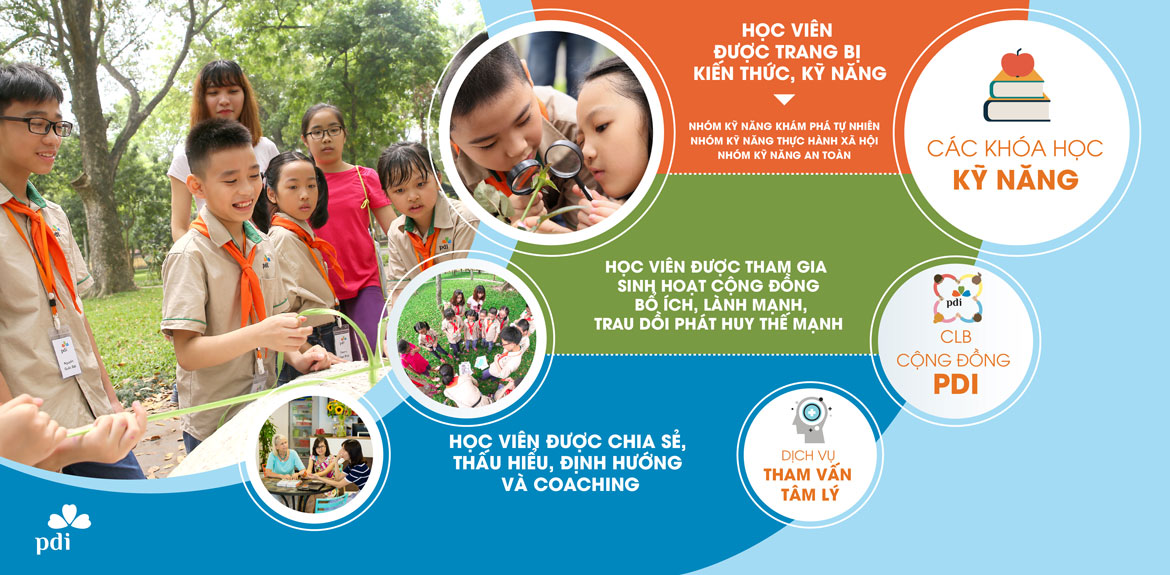 HỌC VIÊN
ĐƯỢC TRANG BỊ
KIẾN THỨC, KỸ NĂNG
NHÓM KỸ NĂNG KHÁM PHÁ TỰ NHIÊN
NHÓM KỸ NĂNG THỰC HÀNH XÃ HỘI
NHÓM KỸ NĂNG AN TOÀN
CÁC KHÓA HỌC
KỸ NĂNG
HỌC VIÊN ĐƯỢC THAM GIA
SINH HOẠT CỘNG ĐỒNG
BỔ ÍCH, LÀNH MẠNH,
TRAU DỒI PHÁT HUY THẾ MẠNH
pdi
CLB
CỘNG ĐỒNG
PDI
HỌC VIÊN ĐƯỢC CHIA SẺ,
THẤU HIỂU, ĐỊNH HƯỚNG
VÀ COACHING
DỊCH VỤ
THAM VẤN
TÂM LÝ
pdi
pdi
pdi
pdi